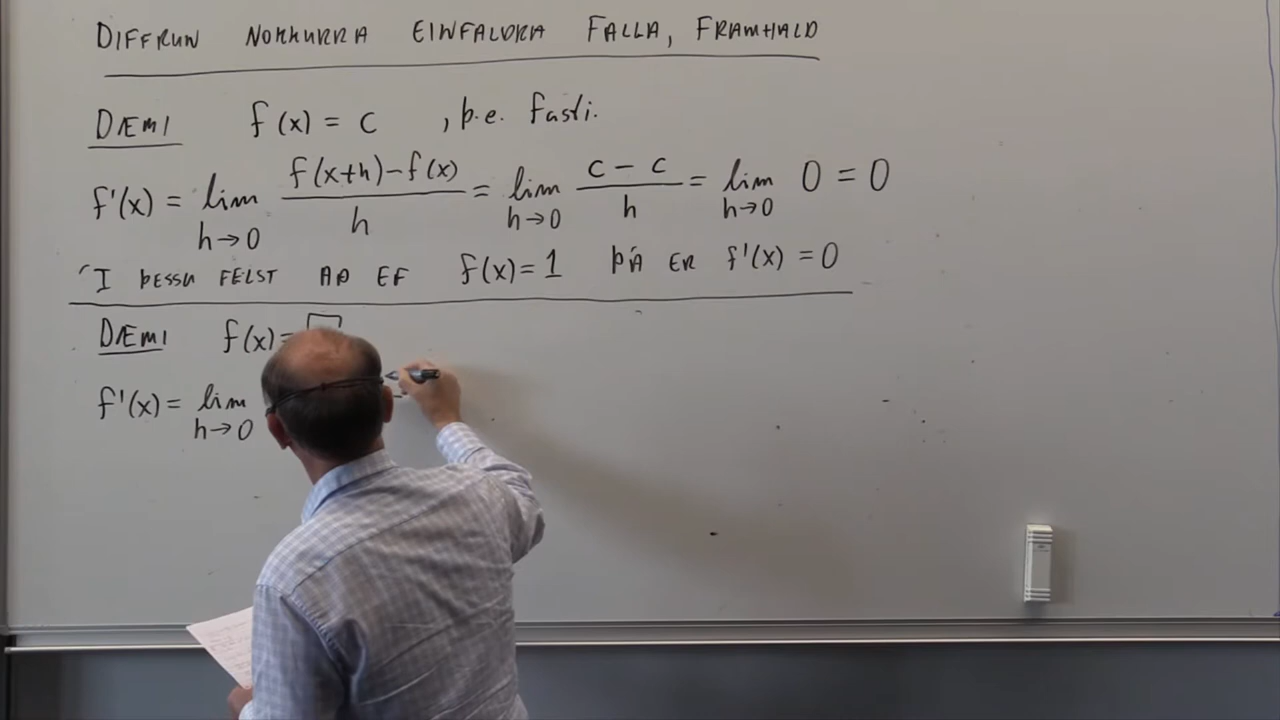 DIFFRUN NOKKURRA EINFALDRA FALLA, FRAMHALD
DÆMI f(x) = c , þ.e. fasti.
f'(x) = lim h→0 f(x+h)-f(x) / h = lim h→0 c - c / h = lim h→0 0 = 0
Í ÞESSU FELST AÐ EF f(x) = 1 ÞÁ ER f'(x) = 0
DÆMI f(x) =
f'(x) = lim h→0